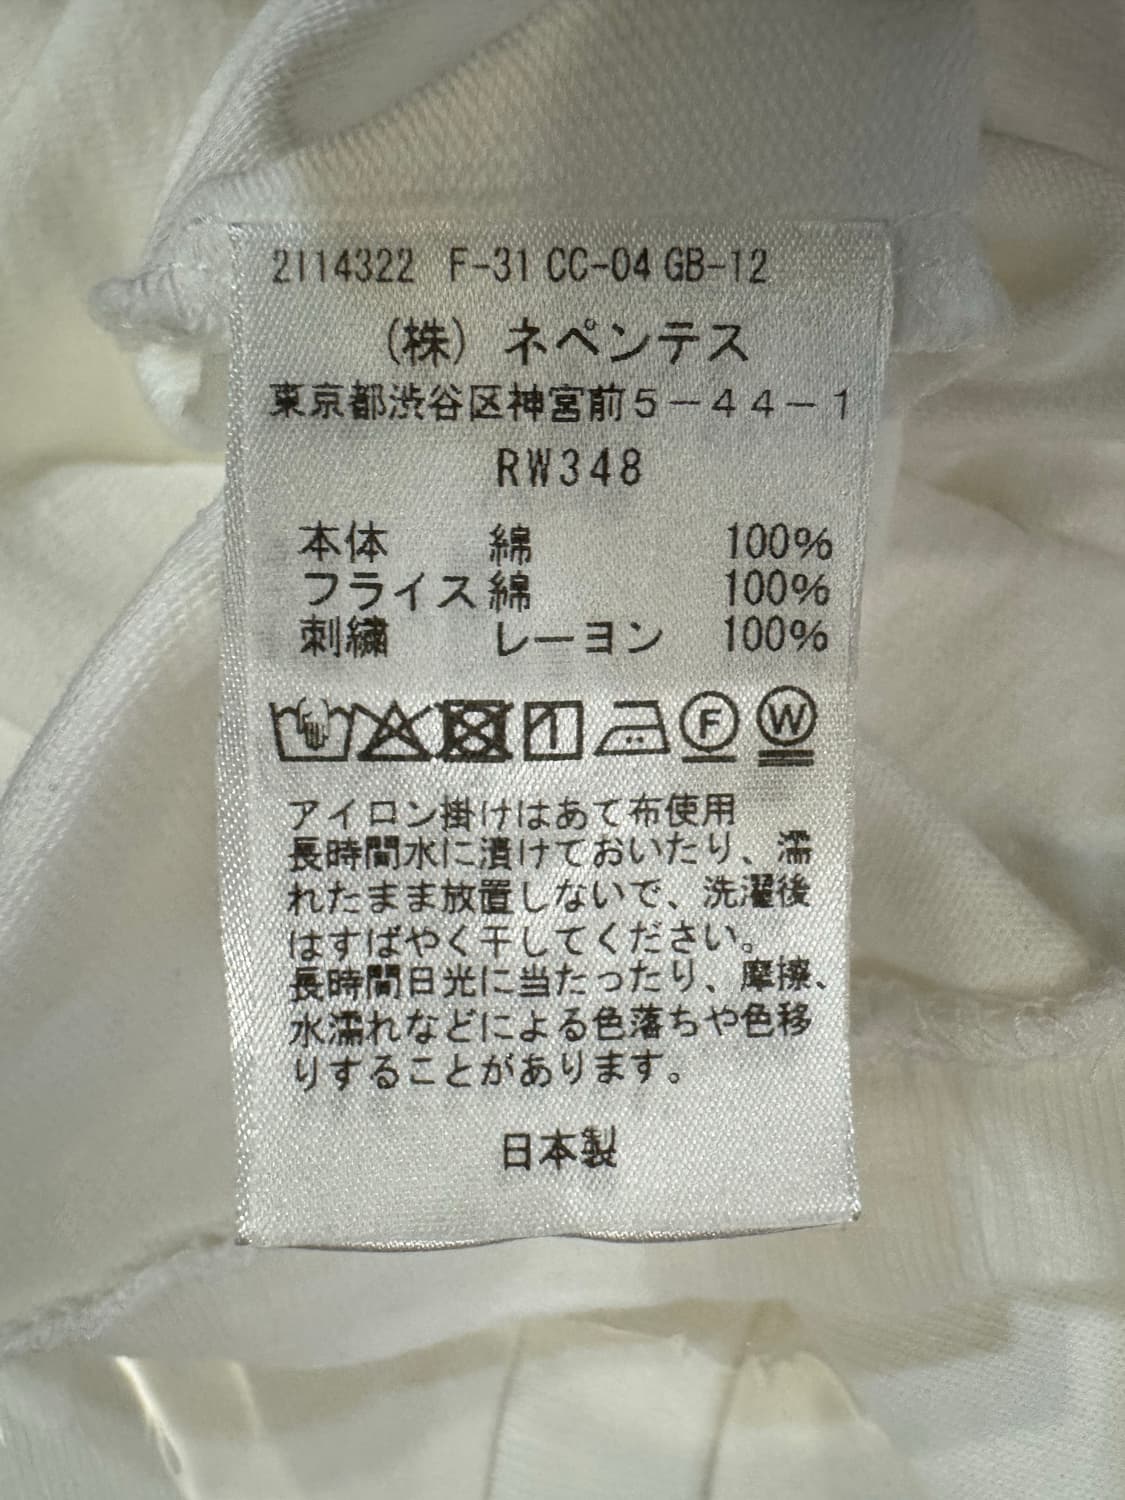 2114322 F-31 CC-04 GB-12
(株) ネペンテス
東京都渋谷区神宮前5-44-1
RW348
本体 綿 100%
フライス 綿 100%
刺繍 レーヨン 100%
F W
アイロン掛けはあて布使用
長時間水に漬けておいたり、濡
れたまま放置しないで、洗濯後
はすばやく干してください。
長時間日光に当たったり、摩擦、
水濡れなどによる色落ちや色移
りすることがあります。
日本製